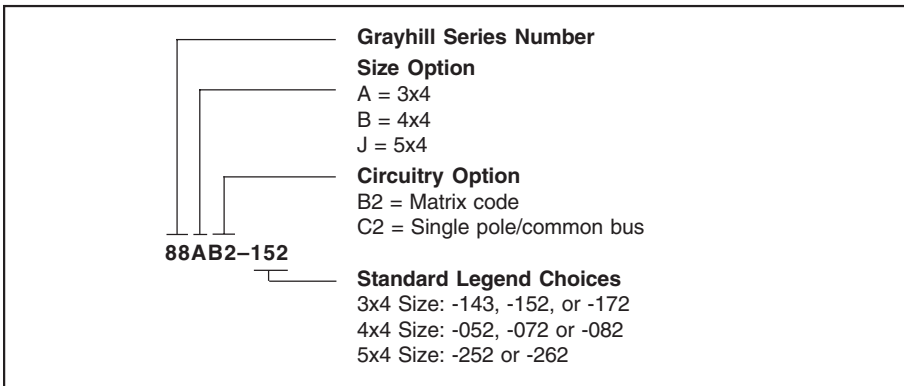 Grayhill Series Number
Size Option
A = 3x4
B = 4x4
J = 5x4
Circuitry Option
B2 = Matrix code
C2 = Single pole/common bus
88AB2–152
Standard Legend Choices
3x4 Size: -143, -152, or -172
4x4 Size: -052, -072 or -082
5x4 Size: -252 or -262